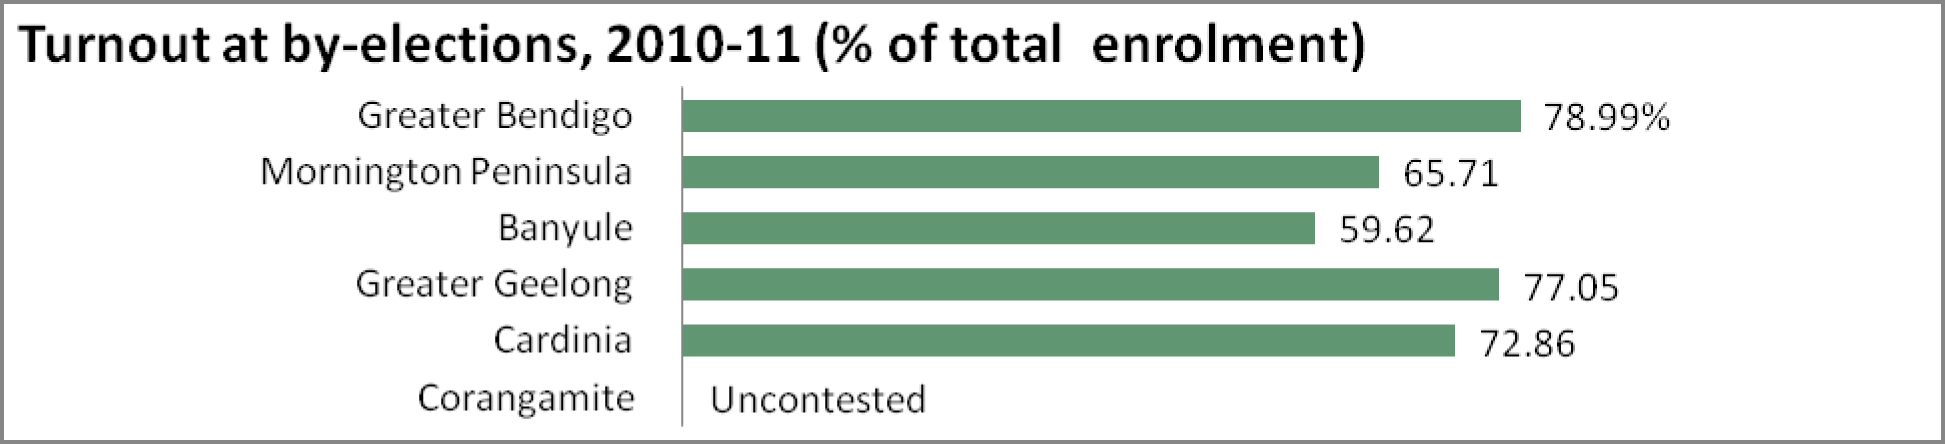 Turnout at by-elections, 2010-11 (% of total enrolment)
Greater Bendigo 78.99%
Mornington Peninsula 65.71
Banyule 59.62
Greater Geelong 77.05
Cardinia 72.86
Corangamite Uncontested